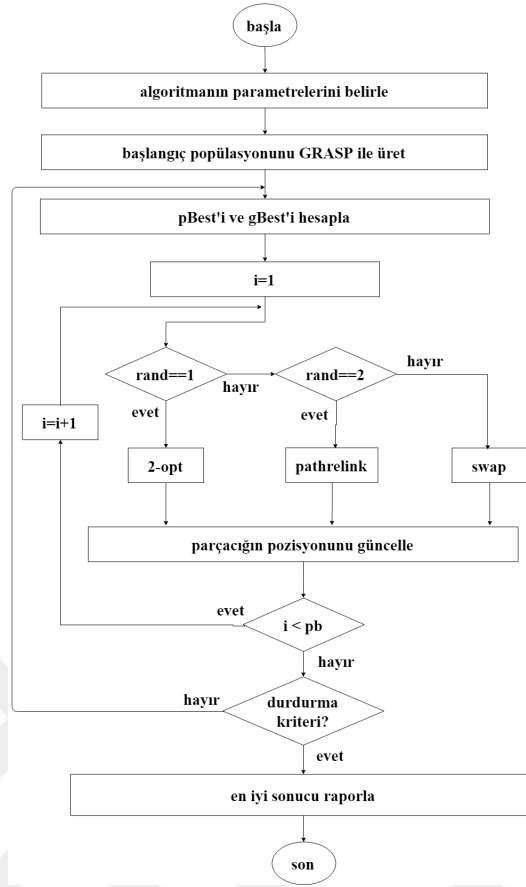 başla
algoritmanın parametrelerini belirle
başlangıç popülasyonunu GRASP ile üret
pBest'i ve gBest'i hesapla
i=1
rand==1
hayır
rand==2
hayır
evet
evet
i=i+1
2-opt
pathrelink
swap
parçacığın pozisyonunu güncelle
evet
i < pb
hayır
hayır
durdurma
kriteri?
evet
en iyi sonucu raporla
son